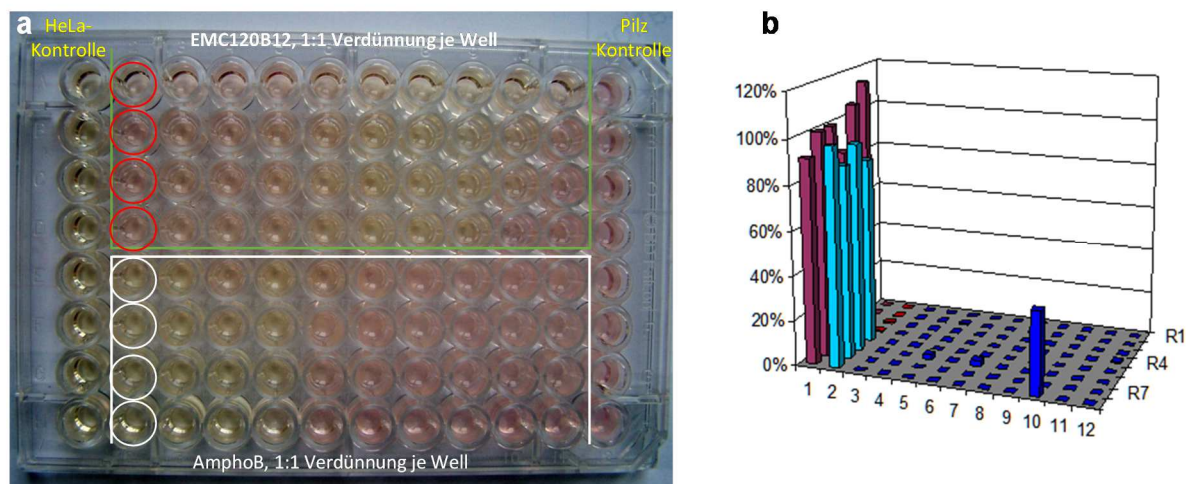 a
HeLa-
Kontrolle
EMC120B12, 1:1 Verdünnung je Well
Pilz
Kontrolle
AmphoB, 1:1 Verdünnung je Well
b
120%
100%
80%
60%
40%
20%
0%
1 2 3 4 5 6 7 8 9 10 11 12
R1
R4
R7